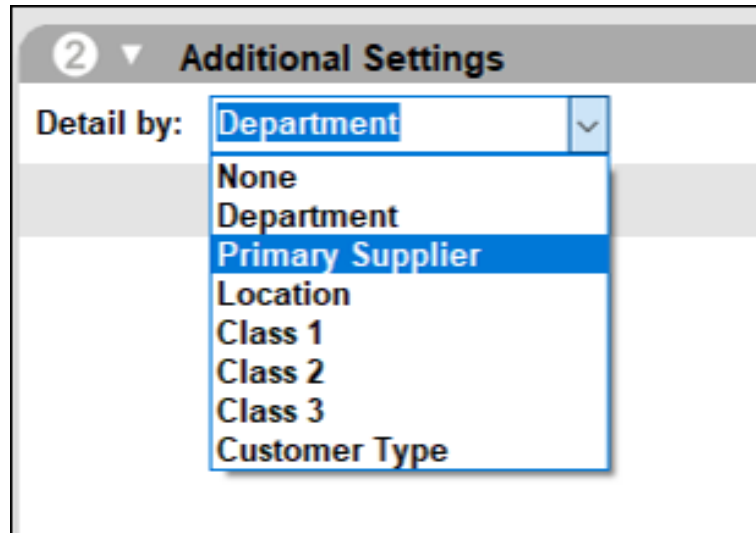 2 Additional Settings
Detail by: Department
None
Department
Primary Supplier
Location
Class 1
Class 2
Class 3
Customer Type